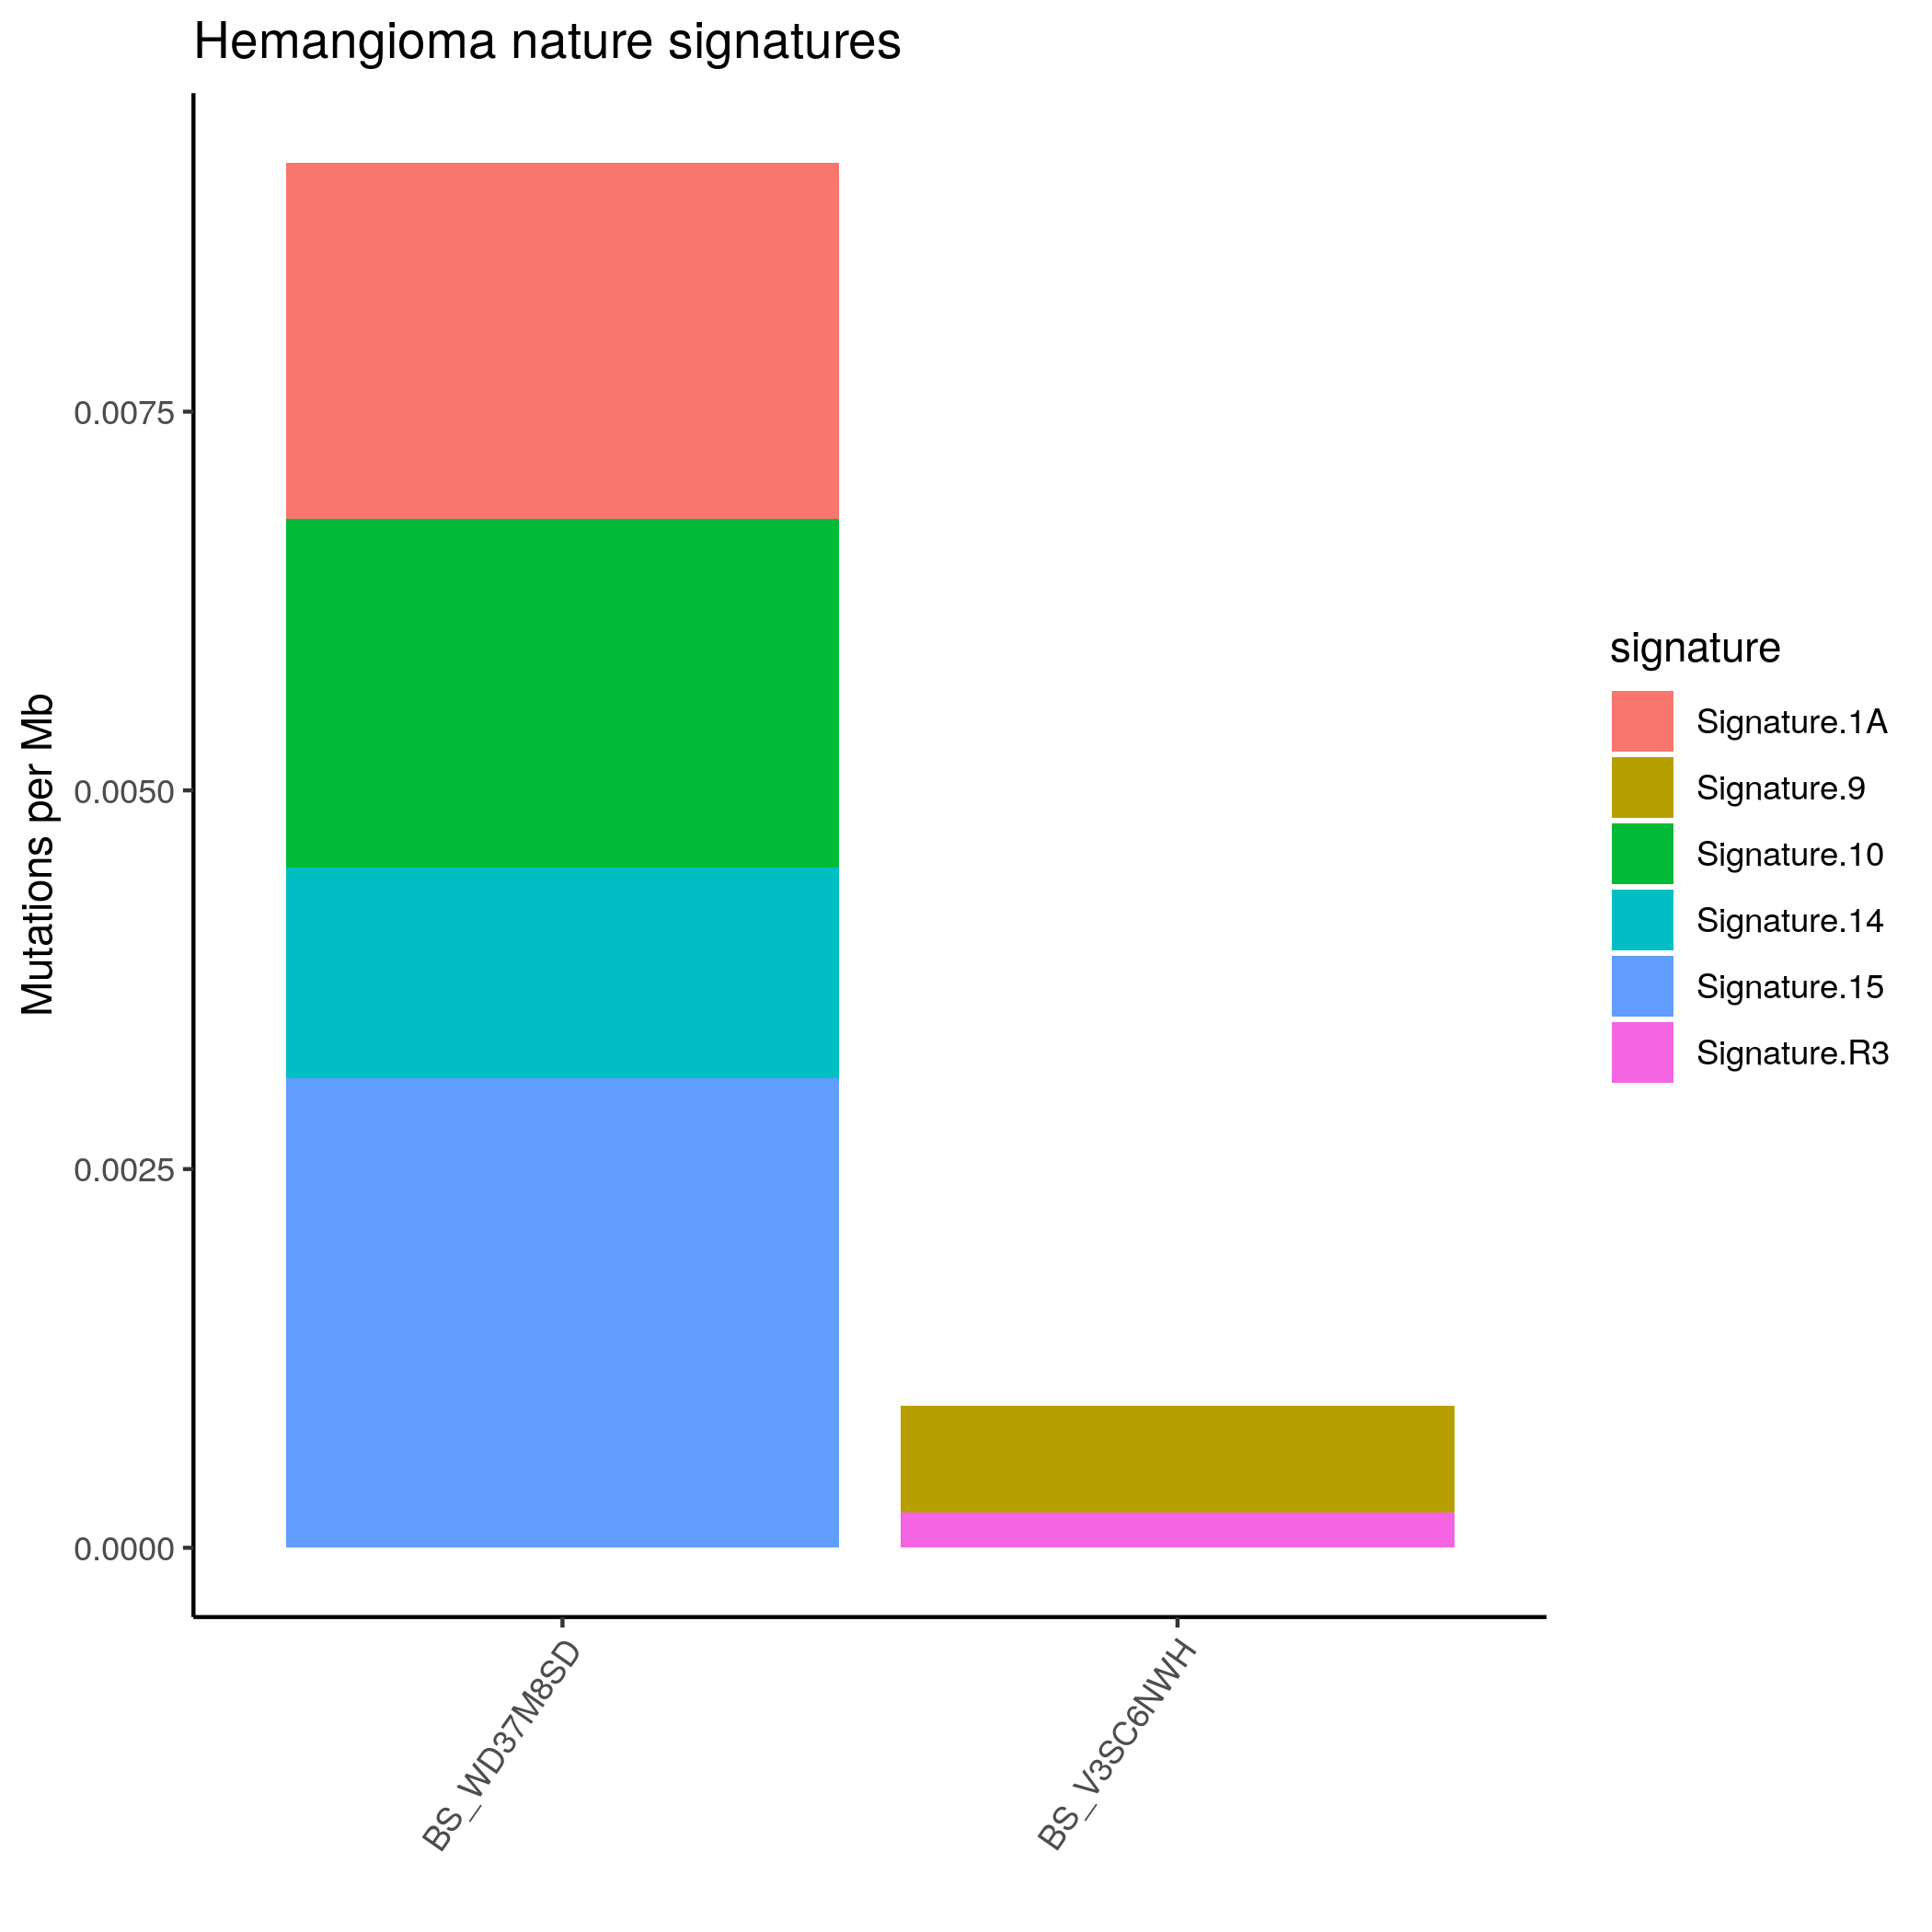 Hemangioma nature signatures
Mutations per Mb
0.0075
0.0050
0.0025
0.0000
BS_WD37M8SD
BS_V3SC6NWH
signature
Signature.1A
Signature.9
Signature.10
Signature.14
Signature.15
Signature.R3